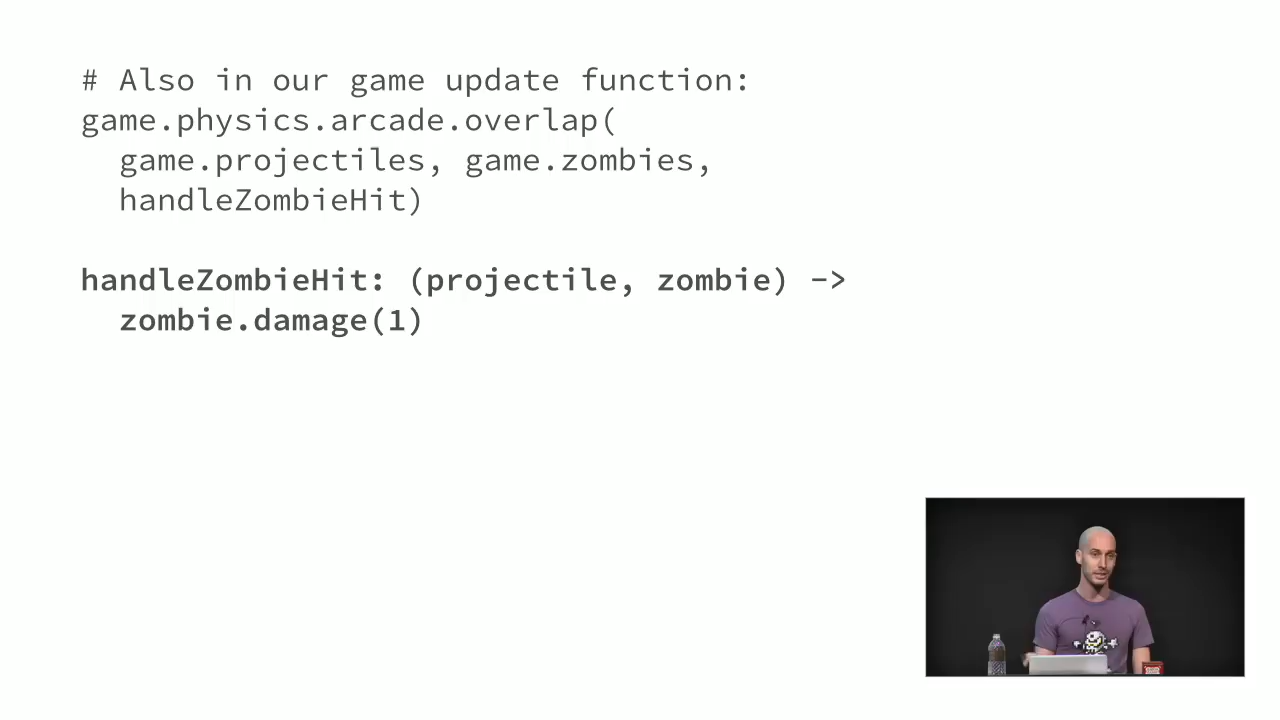 # Also in our game update function:
game.physics.arcade.overlap(
game.projectiles, game.zombies,
handleZombieHit)
handleZombieHit: (projectile, zombie) ->
zombie.damage(1)